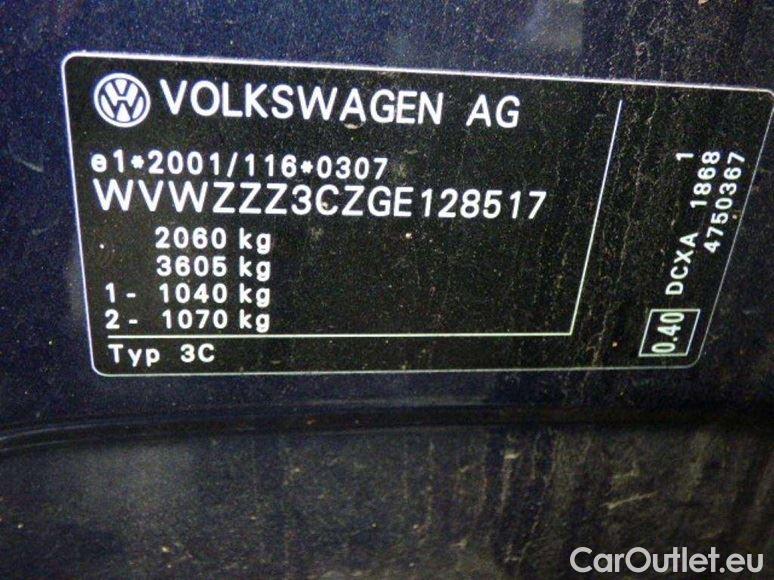 VOLKSWAGEN AG
e1*2001/116*0307
WVWZZZ3CZGE128517
2060 kg
3605 kg
1- 1040 kg
2- 1070 kg
Typ 3C
1
DCXA 1868
4750367
0.40
CarOutlet.eu